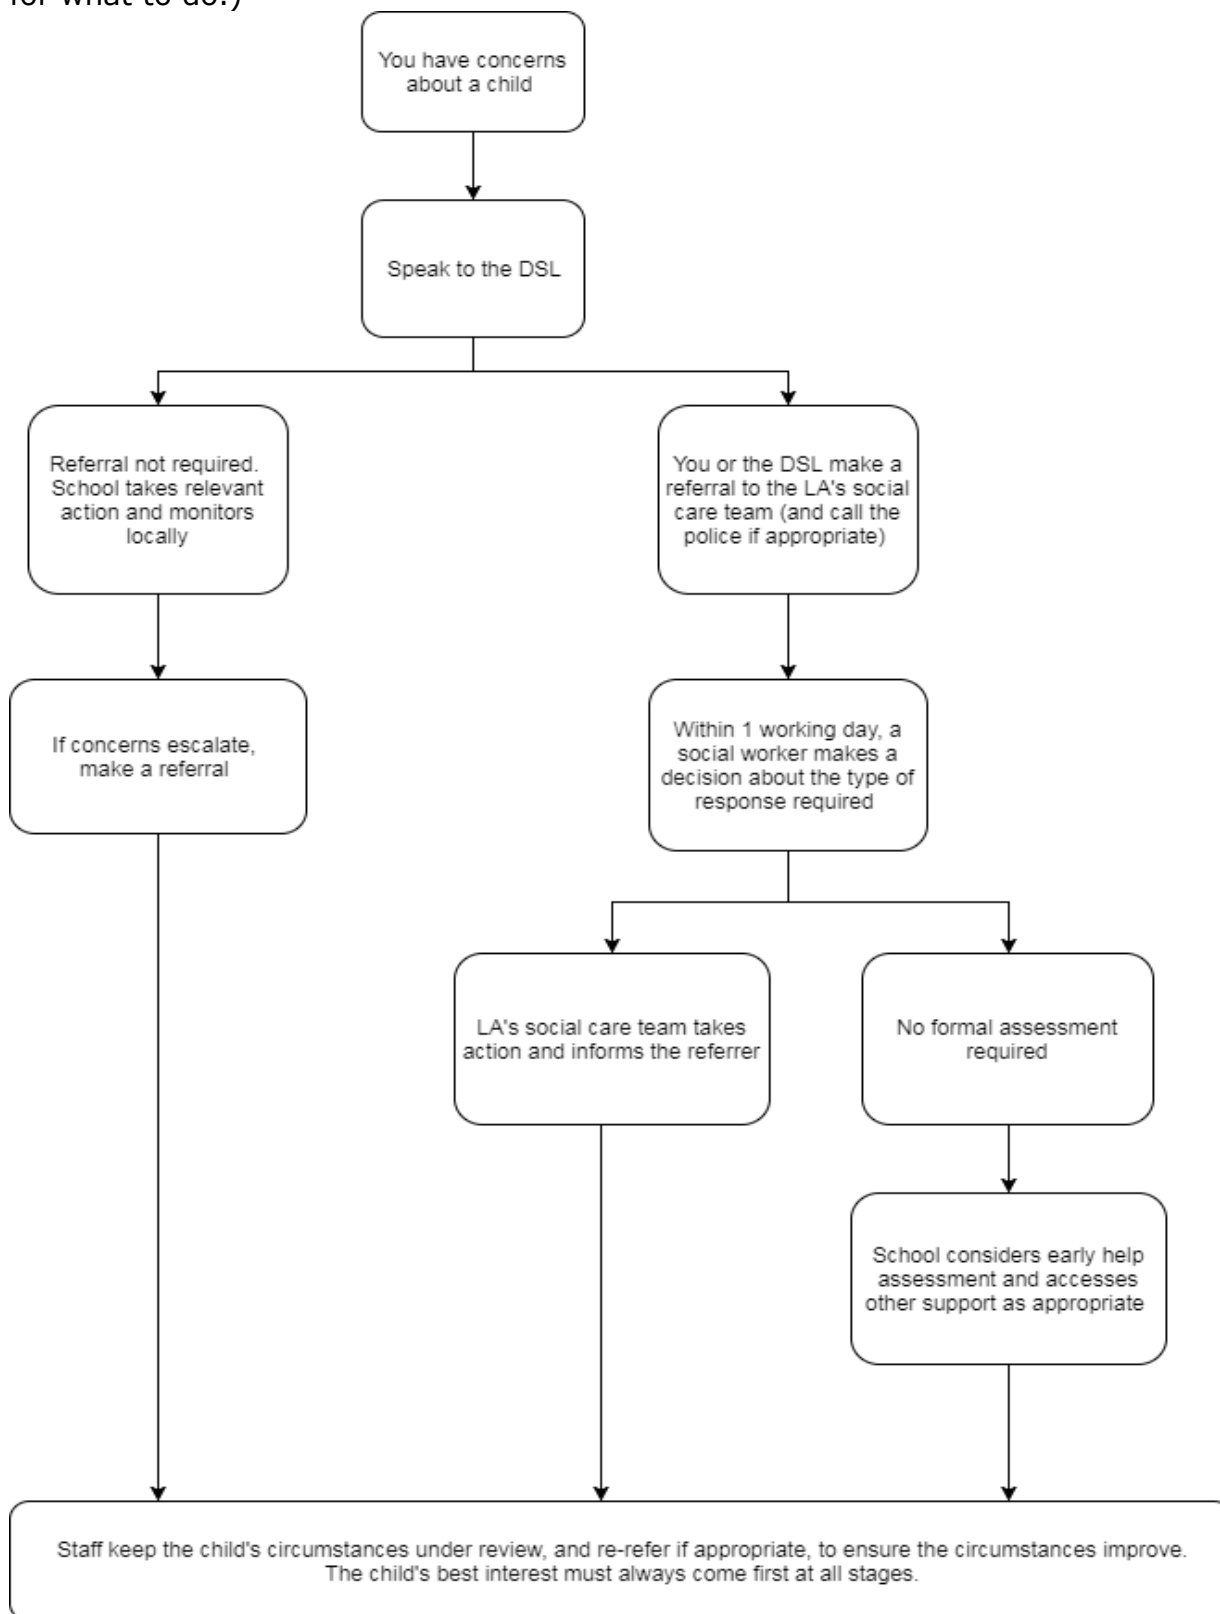 for what to do.)
You have concerns
about a child
Speak to the DSL
Referral not required.
School takes relevant
action and monitors
locally
You or the DSL make a
referral to the LA's social
care team (and call the
police if appropriate)
If concerns escalate,
make a referral
Within 1 working day, a
social worker makes a
decision about the type of
response required
LA's social care team takes
action and informs the referrer
No formal assessment
required
School considers early help
assessment and accesses
other support as appropriate
Staff keep the child's circumstances under review, and re-refer if appropriate, to ensure the circumstances improve.
The child's best interest must always come first at all stages.